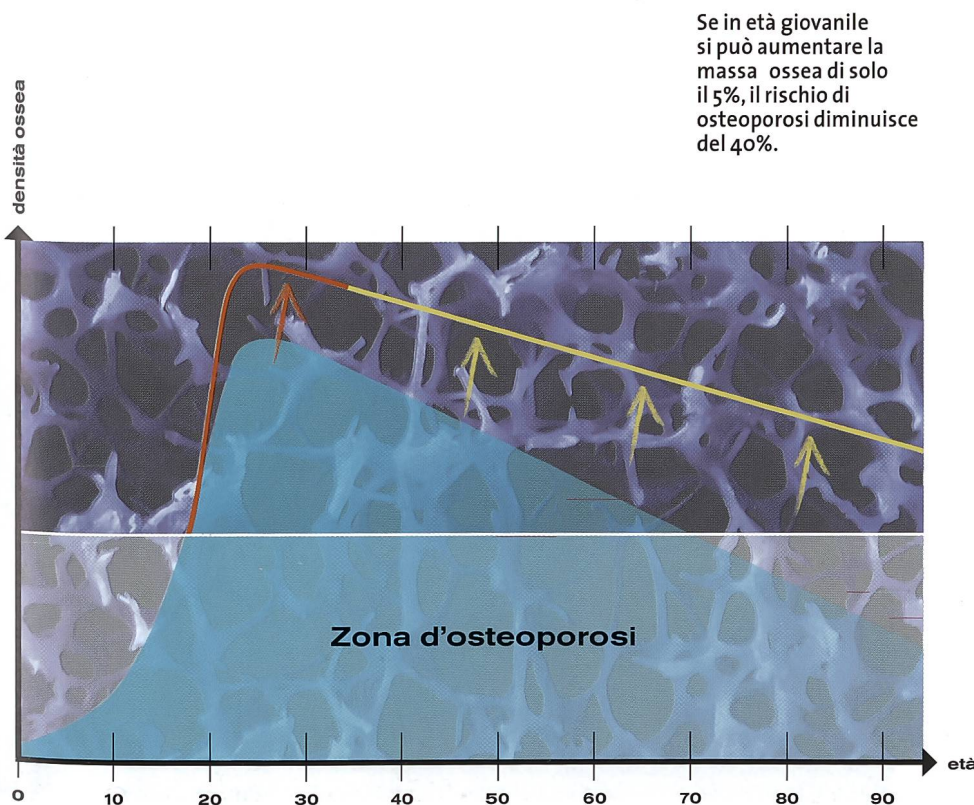 Se in età giovanile
si può aumentare la
massa ossea di solo
il 5%, il rischio di
osteoporosi diminuisce
del 40%.
densità ossea
Zona d'osteoporosi
età
0 10 20 30 40 50 60 70 80 90